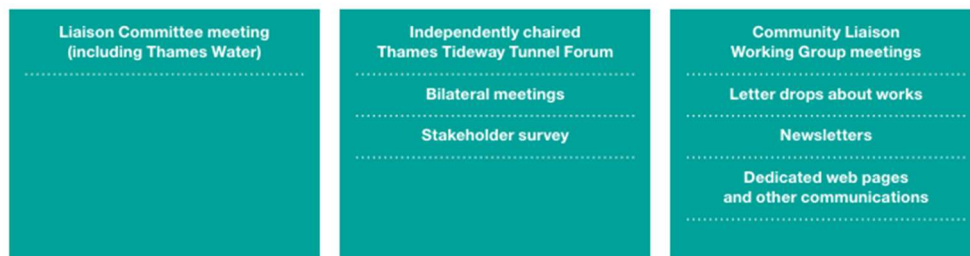 Liaison Committee meeting
(including Thames Water)
Independently chaired
Thames Tideway Tunnel Forum
Bilateral meetings
Stakeholder survey
Community Liaison
Working Group meetings
Letter drops about works
Newsletters
Dedicated web pages
and other communications